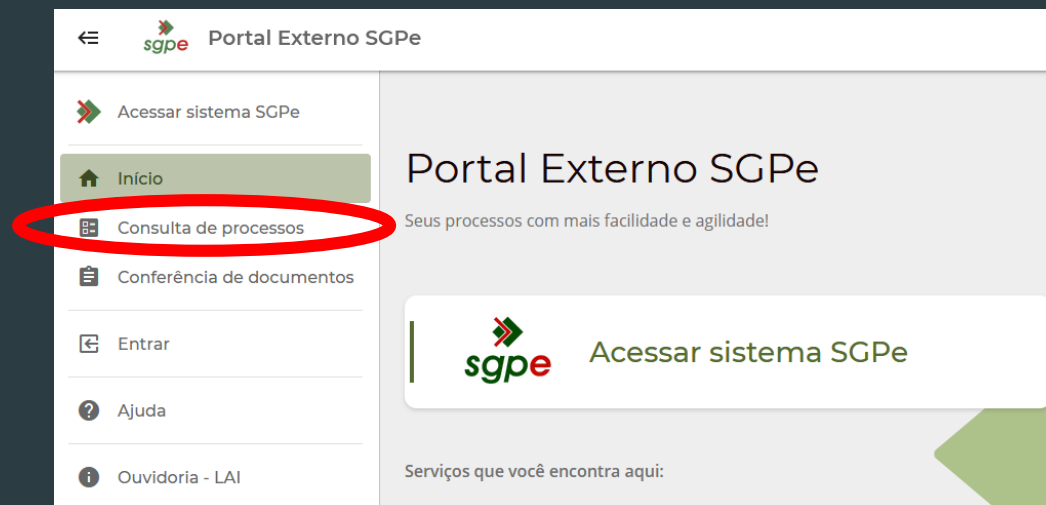 sgpe Portal Externo SGPe
Acessar sistema SGPe
Início
Consulta de processos
Conferência de documentos
Entrar
Ajuda
Ouvidoria - LAI
Portal Externo SGPe
Seus processos com mais facilidade e agilidade!
sgpe Acessar sistema SGPe
Serviços que você encontra aqui: